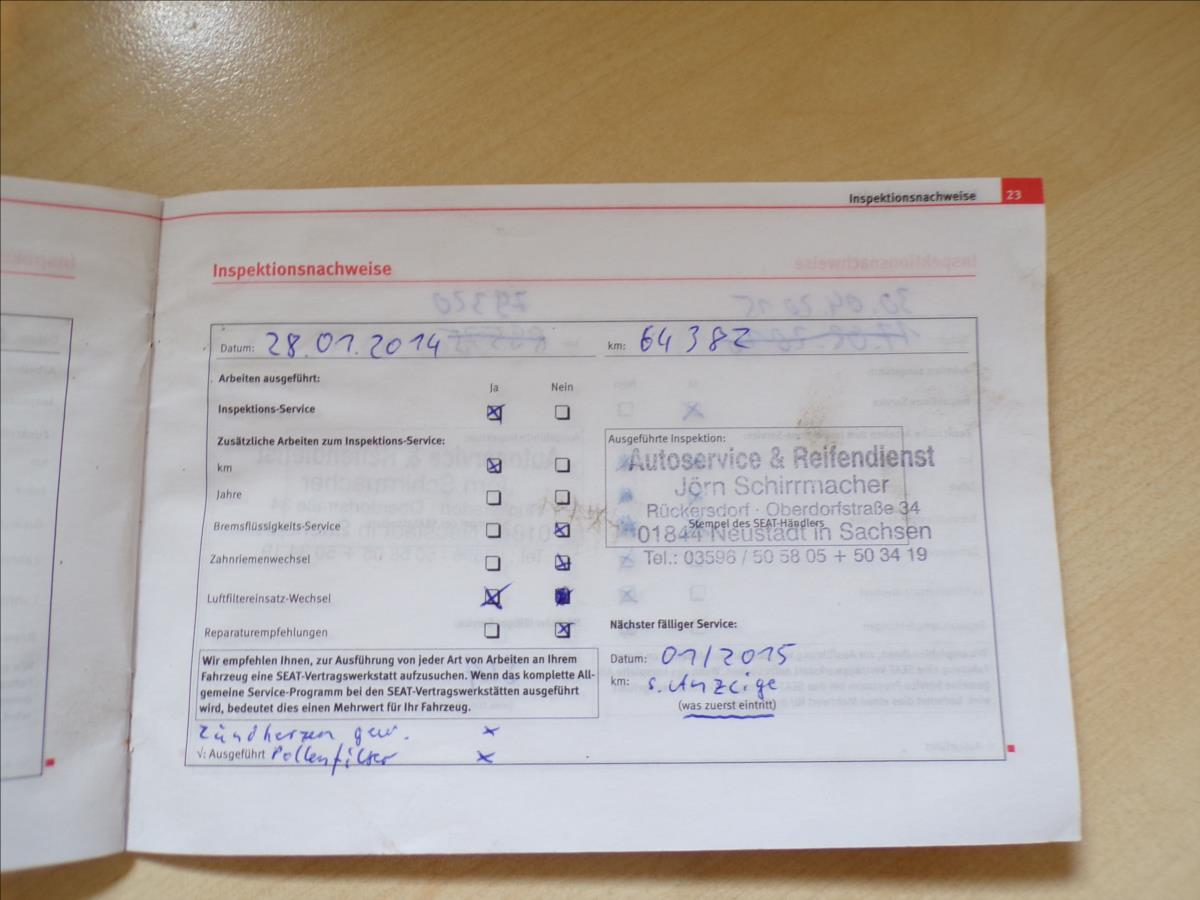 Inspektionsnachweise 23
Inspektionsnachweise
Datum: 28.01.2014 km: 64 382
Arbeiten ausgeführt: Ja Nein
Inspektions-Service
Zusätzliche Arbeiten zum Inspektions-Service:
km
Jahre
Bremsflüssigkeits-Service
Zahnriemenwechsel
Luftfiltereinsatz-Wechsel
Reparaturempfehlungen
Wir empfehlen Ihnen, zur Ausführung von jeder Art von Arbeiten an Ihrem
Fahrzeug eine SEAT-Vertragswerkstatt aufzusuchen. Wenn das komplette All-
gemeine Service-Programm bei den SEAT-Vertragswerkstätten ausgeführt
wird, bedeutet dies einen Mehrwert für Ihr Fahrzeug.
Zündkerzen gew. x
√: Ausgeführt Pollenfilter x
Ausgeführte Inspektion:
Autoservice & Reifendienst
Jörn Schirrmacher
Rückersdorf · Oberdorfstraße 34
Stempel des SEAT-Händlers
01844 Neustadt in Sachsen
Tel.: 03596 / 50 58 05 + 50 34 19
Nächster fälliger Service:
Datum: 01/2015
km: s. Anzeige
(was zuerst eintritt)